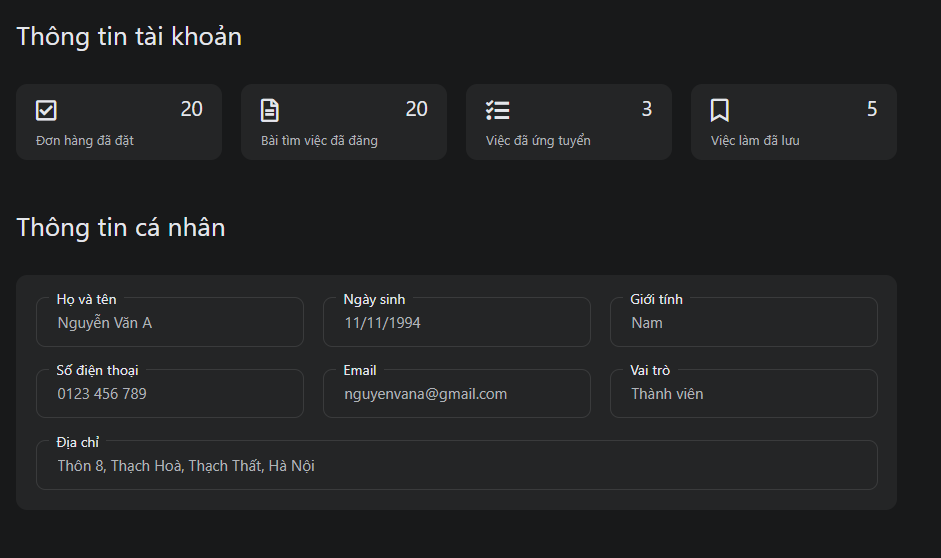 Thông tin tài khoản
20 20 3 5
Đơn hàng đã đặt Bài tìm việc đã đăng Việc đã ứng tuyển Việc làm đã lưu
Thông tin cá nhân
Họ và tên Ngày sinh Giới tính
Nguyễn Văn A 11/11/1994 Nam
Số điện thoại Email Vai trò
0123 456 789 nguyenvana@gmail.com Thành viên
Địa chỉ
Thôn 8, Thạch Hoà, Thạch Thất, Hà Nội